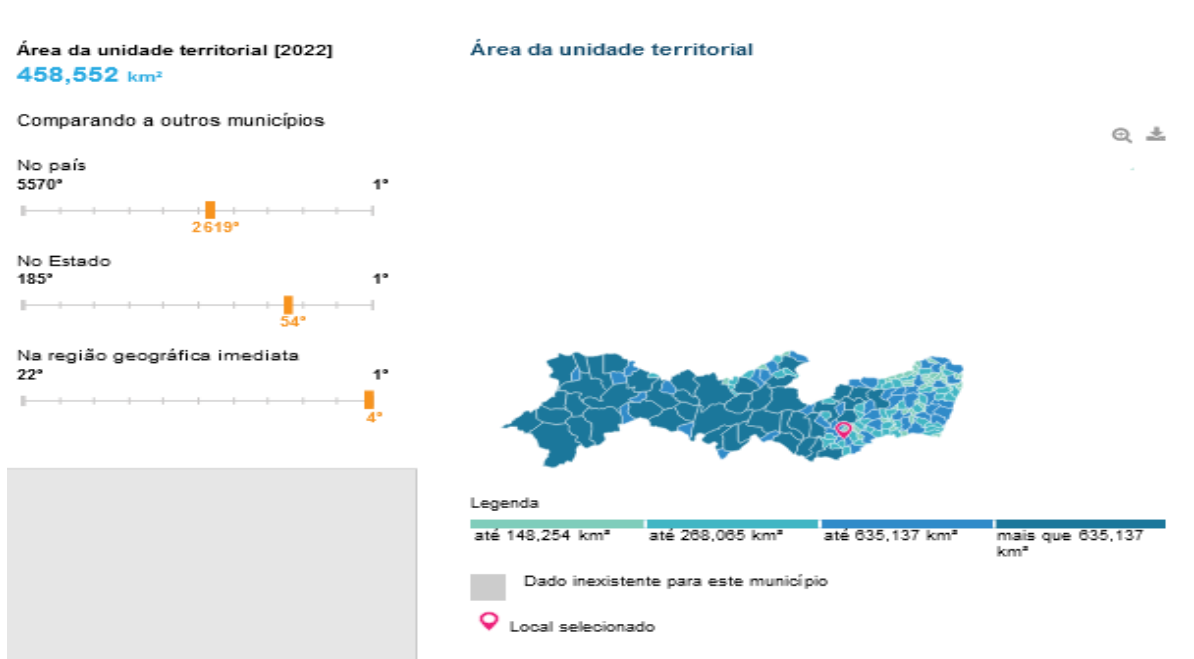 Área da unidade territorial [2022]
458,552 km²
Comparando a outros municípios
No país
5570° 1°
2619°
No Estado
185° 1°
54°
Na região geográfica imediata
22° 1°
4°
Área da unidade territorial
Legenda
até 148,254 km²
até 268,065 km²
até 635,137 km²
mais que 635,137
km²
Dado inexistente para este município
Local selecionado